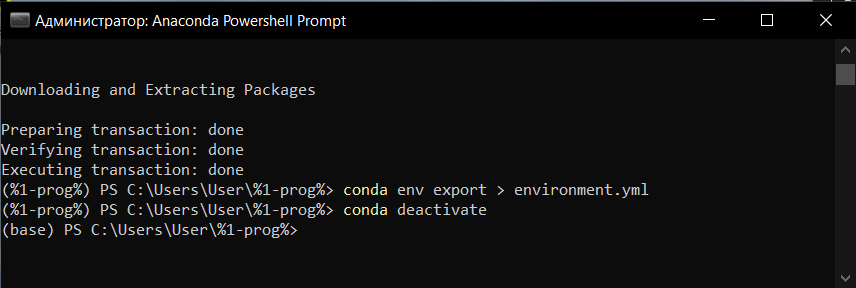 Администратор: Anaconda Powershell Prompt
Downloading and Extracting Packages
Preparing transaction: done
Verifying transaction: done
Executing transaction: done
(%1-prog%) PS C:\Users\User\%1-prog%> conda env export > environment.yml
(%1-prog%) PS C:\Users\User\%1-prog%> conda deactivate
(base) PS C:\Users\User\%1-prog%>